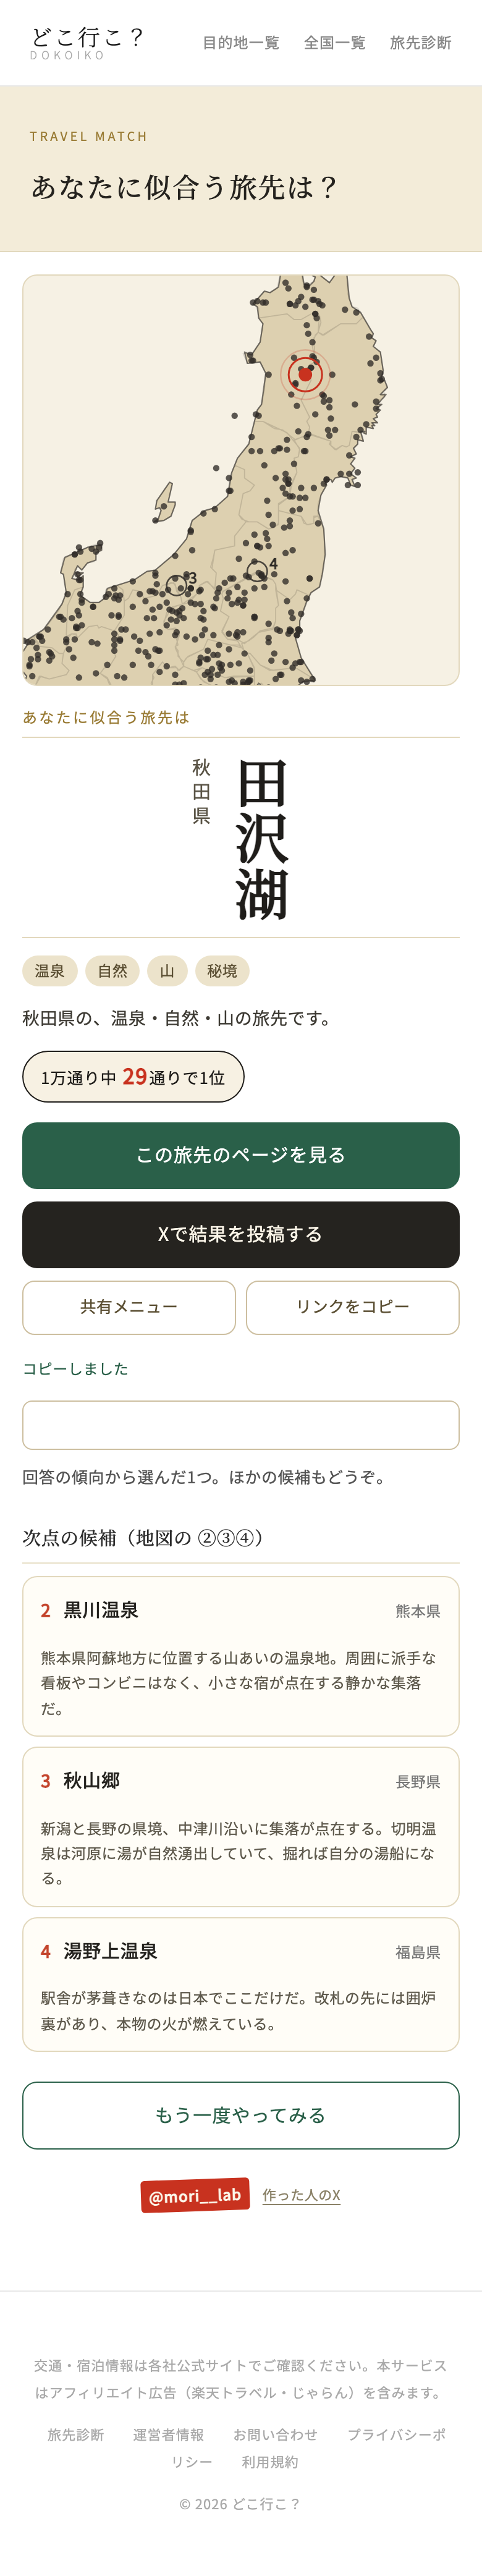 どこ行こ？
DOKOIKO
目的地一覧 全国一覧 旅先診断
TRAVEL MATCH
あなたに似合う旅先は？
3
4
あなたに似合う旅先は
田沢湖
秋田県
温泉 自然 山 秘境
秋田県の、温泉・自然・山の旅先です。
1万通り中 29通りで1位
この旅先のページを見る
Xで結果を投稿する
共有メニュー リンクをコピー
コピーしました
回答の傾向から選んだ1つ。ほかの候補もどうぞ。
次点の候補（地図の ②③④）
2 黒川温泉 熊本県
熊本県阿蘇地方に位置する山あいの温泉地。周囲に派手な
看板やコンビニはなく、小さな宿が点在する静かな集落
だ。
3 秋山郷 長野県
新潟と長野の県境、中津川沿いに集落が点在する。切明温
泉は河原に湯が自然湧出していて、掘れば自分の湯船にな
る。
4 湯野上温泉 福島県
駅舎が茅葺きなのは日本でここだけだ。改札の先には囲炉
裏があり、本物の火が燃えている。
もう一度やってみる
@mori__lab 作った人のX
交通・宿泊情報は各社公式サイトでご確認ください。本サービス
はアフィリエイト広告（楽天トラベル・じゃらん）を含みます。
旅先診断 運営者情報 お問い合わせ プライバシーポ
リシー 利用規約
© 2026 どこ行こ？